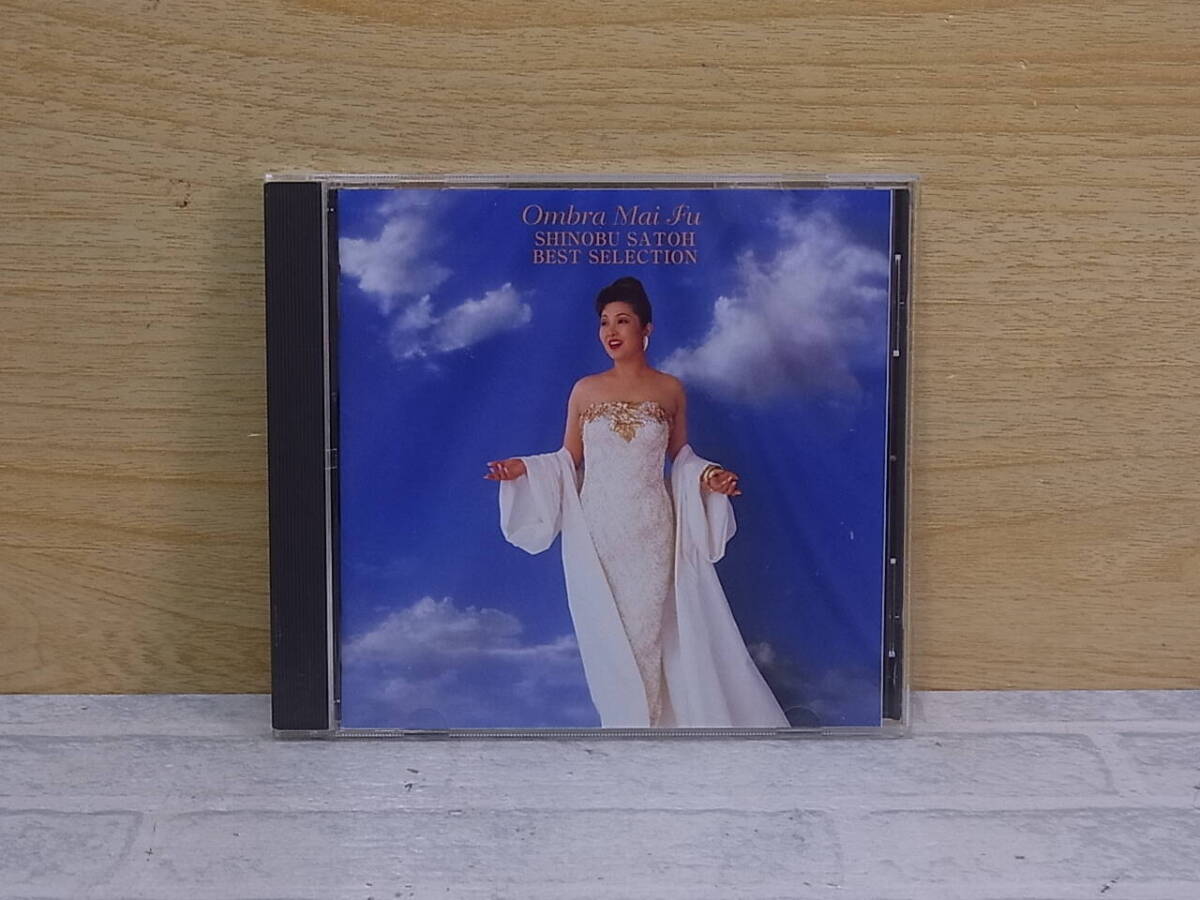 Ombra Mai Fu
SHINOBU SATOH
BEST SELECTION